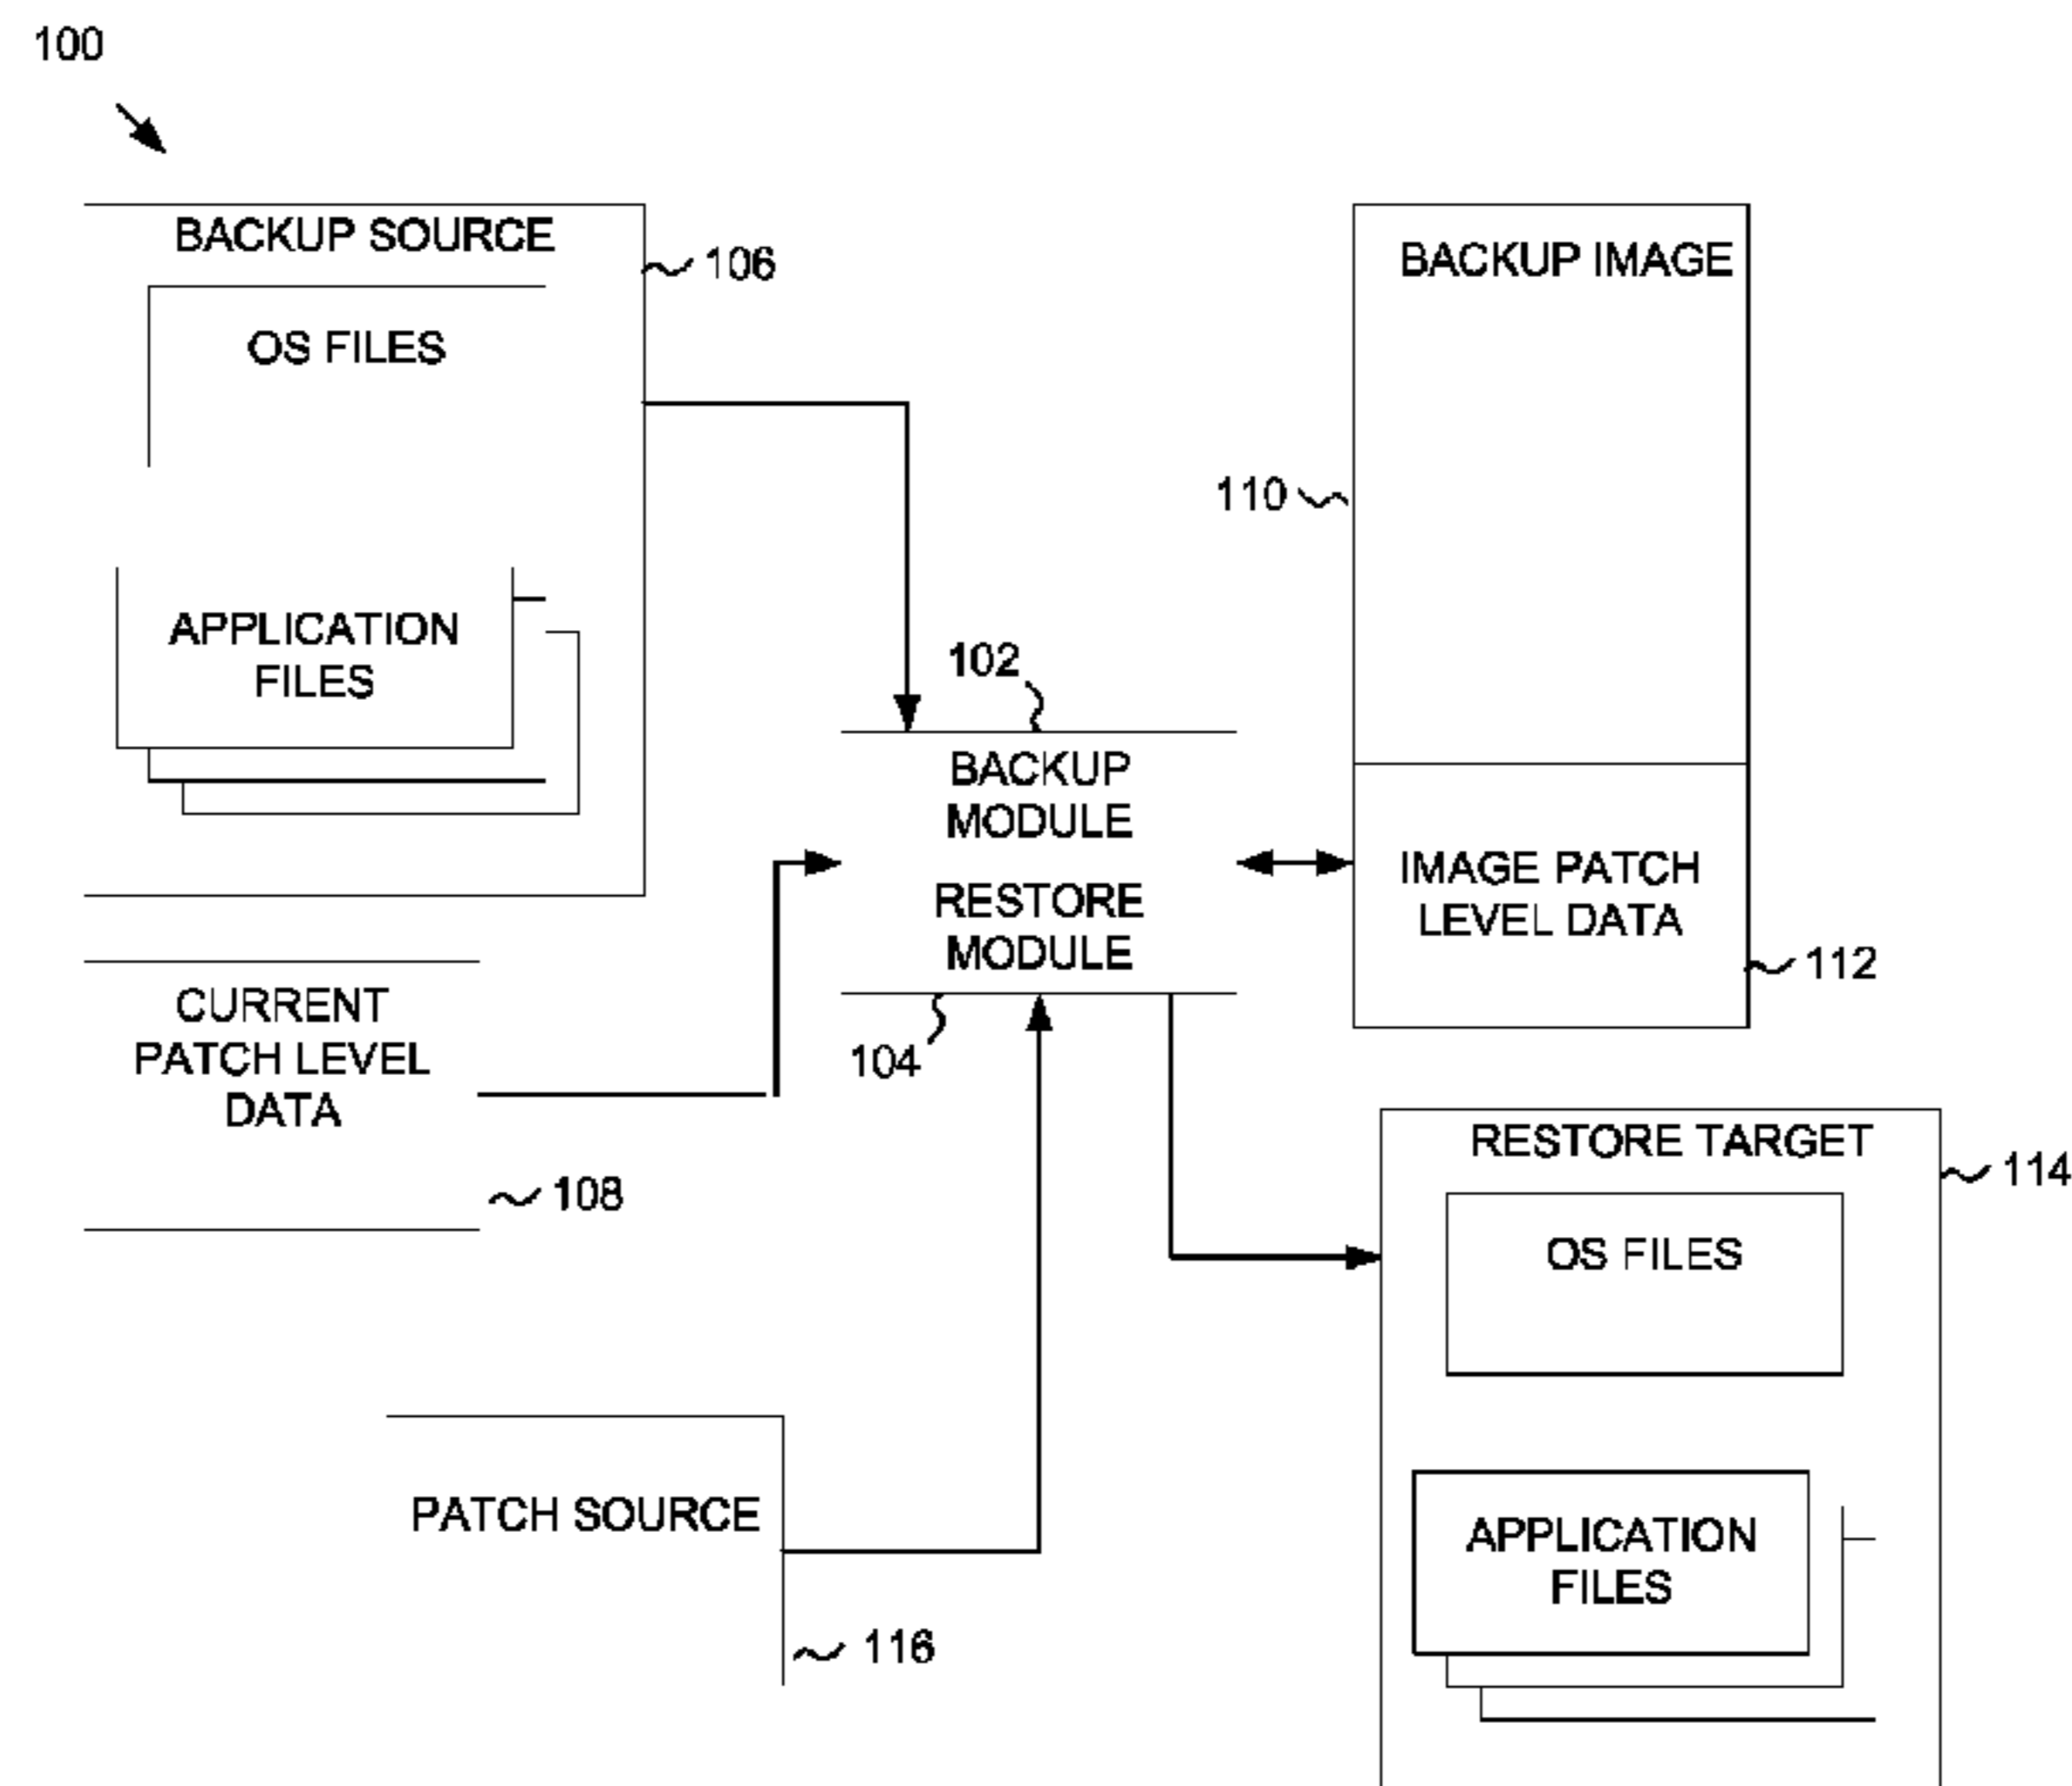 100
BACKUP SOURCE
106
OS FILES
APPLICATION
FILES
BACKUP IMAGE
110
102
BACKUP
MODULE
RESTORE
MODULE
104
IMAGE PATCH
LEVEL DATA
112
CURRENT
PATCH LEVEL
DATA
108
RESTORE TARGET
114
OS FILES
APPLICATION
FILES
PATCH SOURCE
116